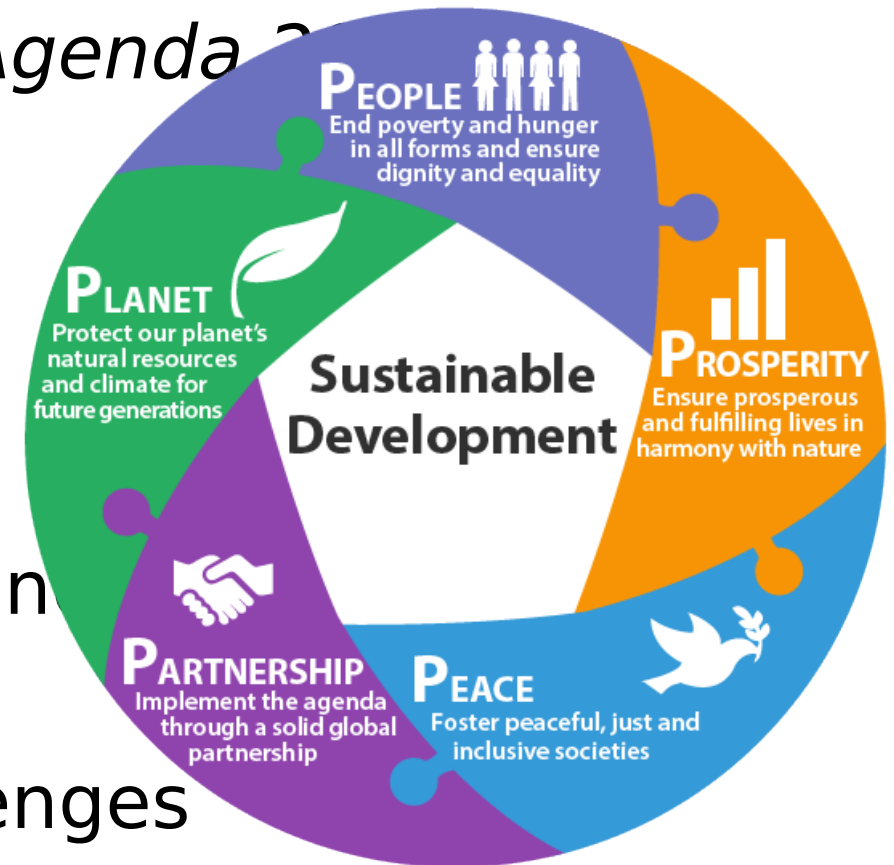 Agenda
PEOPLE
End poverty and hunger
in all forms and ensure
dignity and equality
PLANET
Protect our planet's
natural resources
and climate for
future generations
PROSPERITY
Ensure prosperous
and fulfilling lives in
harmony with nature
Sustainable
Development
PARTNERSHIP
Implement the agenda
through a solid global
partnership
PEACE
Foster peaceful, just and
inclusive societies
enges